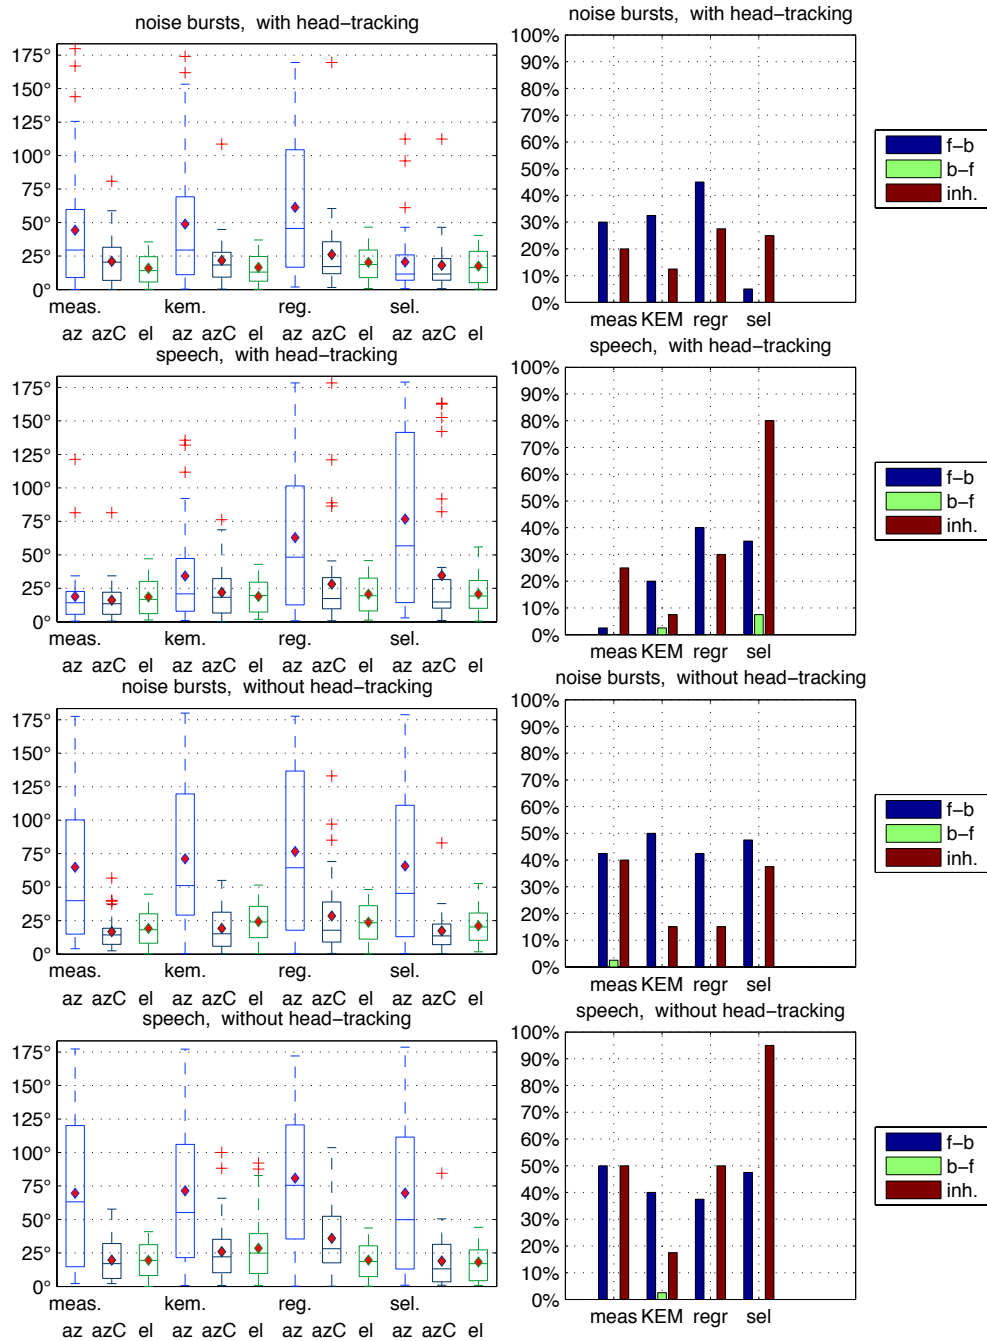 noise bursts, with head-tracking
175°
150°
125°
100°
75°
50°
25°
0°
meas. kem. reg. sel.
az azC el az azC el az azC el az azC el
noise bursts, with head-tracking
100%
90%
80%
70%
60%
50%
40%
30%
20%
10%
0%
meas KEM regr sel
f-b
b-f
inh.
speech, with head-tracking
175°
150°
125°
100°
75°
50°
25°
0°
meas. kem. reg. sel.
az azC el az azC el az azC el az azC el
speech, with head-tracking
100%
90%
80%
70%
60%
50%
40%
30%
20%
10%
0%
meas KEM regr sel
f-b
b-f
inh.
noise bursts, without head-tracking
175°
150°
125°
100°
75°
50°
25°
0°
meas. kem. reg. sel.
az azC el az azC el az azC el az azC el
noise bursts, without head-tracking
100%
90%
80%
70%
60%
50%
40%
30%
20%
10%
0%
meas KEM regr sel
f-b
b-f
inh.
speech, without head-tracking
175°
150°
125°
100°
75°
50°
25°
0°
meas. kem. reg. sel.
az azC el az azC el az azC el az azC el
speech, without head-tracking
100%
90%
80%
70%
60%
50%
40%
30%
20%
10%
0%
meas KEM regr sel
f-b
b-f
inh.